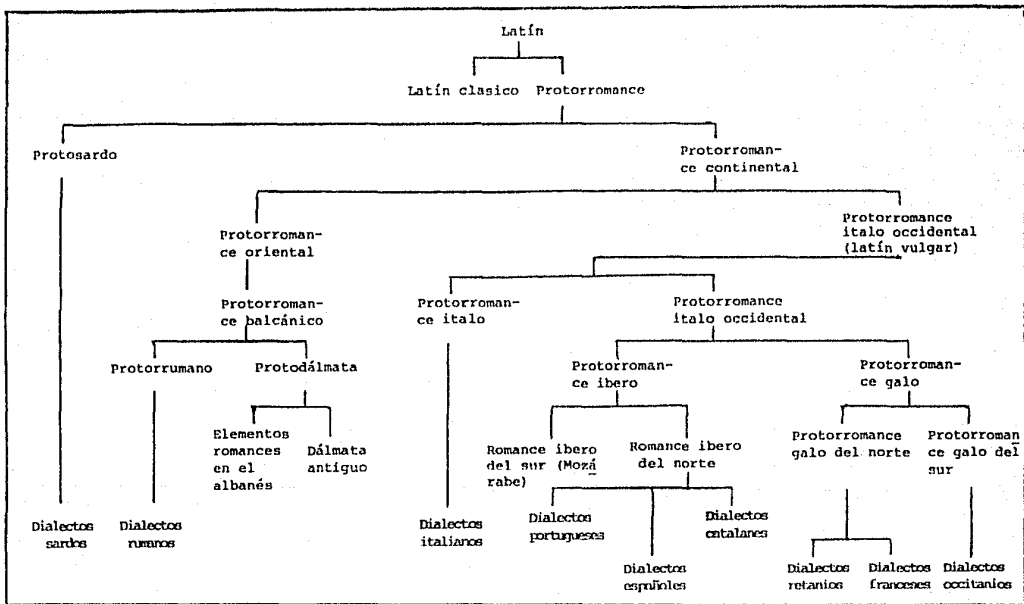 Latín
Latín clasico Protorromance
Protosardo
Protorroman-
ce continental
Protorroman-
ce oriental
Protorromance
italo occidental
(latín vulgar)
Protorroman-
ce balcánico
Protorroman-
ce italo
Protorromance
italo occidental
Protorrumano
Protodálmata
Protorroman-
ce ibero
Protorroman-
ce galo
Elementos
romances
en el
albanés
Dálmata
antiguo
Romance ibero
del sur (Mozá
rabe)
Romance ibero
del norte
Protorromance
galo del norte
Protorroman
ce galo del
sur
Dialectos
sardos
Dialectos
rumanos
Dialectos
italianos
Dialectos
portugueses
Dialectos
españoles
Dialectos
catalanes
Dialectos
retanios
Dialectos
franceses
Dialectos
occitanios